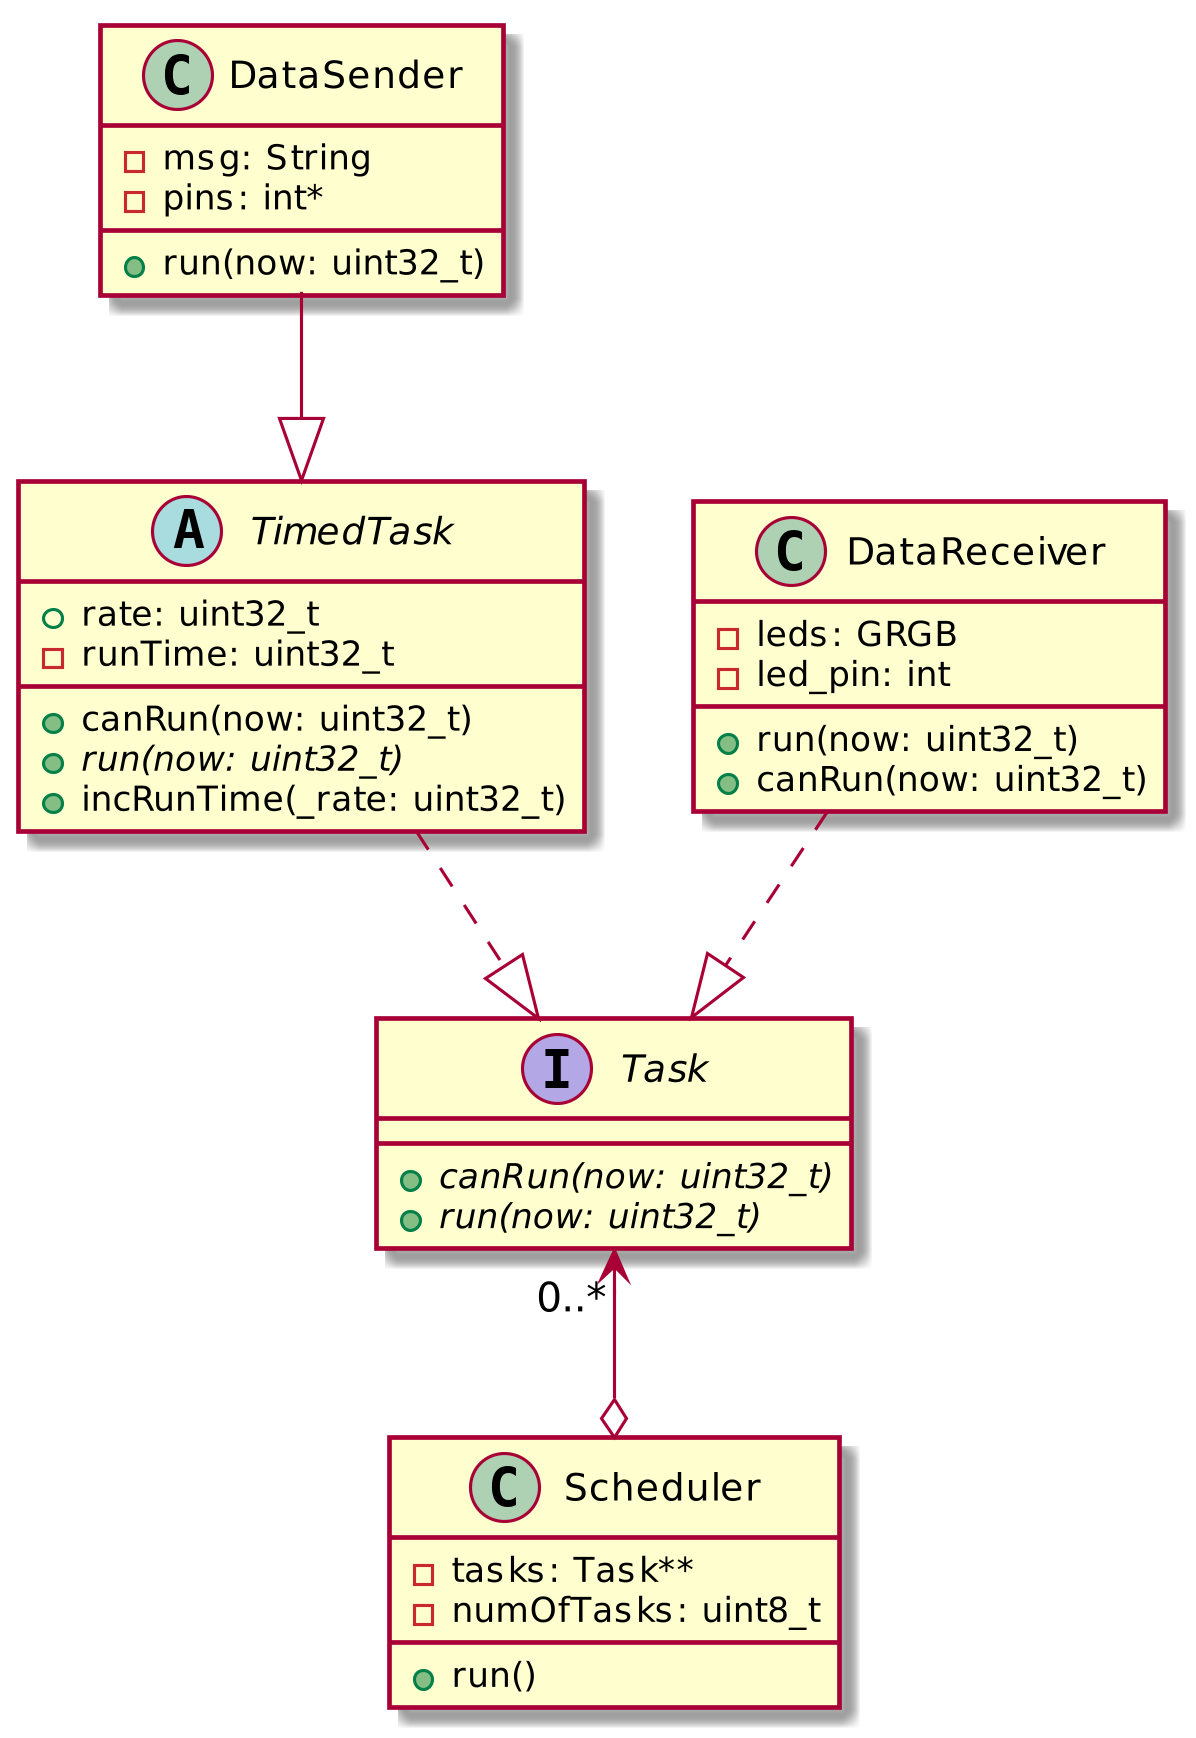 C DataSender
msg: String
pins: int*
run(now: uint32_t)
A TimedTask
rate: uint32_t
runTime: uint32_t
canRun(now: uint32_t)
run(now: uint32_t)
incRunTime(_rate: uint32_t)
C DataReceiver
leds: GRGB
led_pin: int
run(now: uint32_t)
canRun(now: uint32_t)
I Task
canRun(now: uint32_t)
run(now: uint32_t)
0..*
C Scheduler
tasks: Task**
numOfTasks: uint8_t
run()